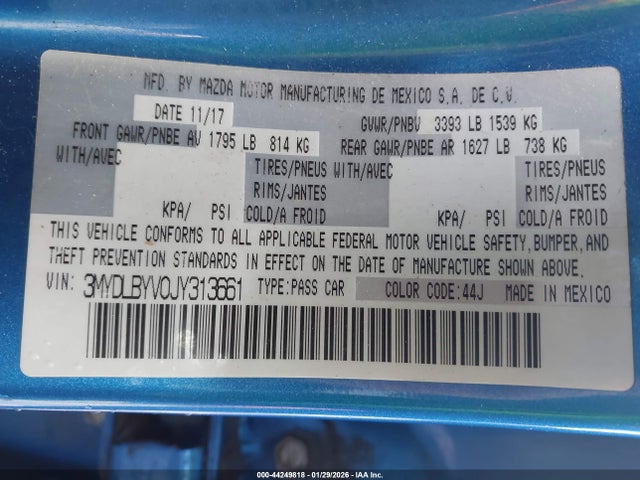 MFD. BY MAZDA MOTOR MANUFACTURING DE MEXICO S.A. DE C.V.
DATE 11/17 GVWR/PNBV 3393 LB 1539 KG
FRONT GAWR/PNBE AV 1795 LB 814 KG REAR GAWR/PNBE AR 1627 LB 738 KG
WITH/AVEC TIRES/PNEUS WITH/AVEC TIRES/PNEUS
RIMS/JANTES RIMS/JANTES
KPA/ PSI COLD/A FROID KPA/ PSI COLD/A FROID
THIS VEHICLE CONFORMS TO ALL APPLICABLE FEDERAL MOTOR VEHICLE SAFETY, BUMPER, AND
THEFT PREVENTION STANDARDS IN EFFECT ON THE DATE OF MANUFACTURE SHOWN ABOVE.
VIN: 3MYDLBYV0JY313661 TYPE:PASS CAR COLOR CODE:44J MADE IN MEXICO
000-44249818 - 01/29/2026 - IAA Inc.